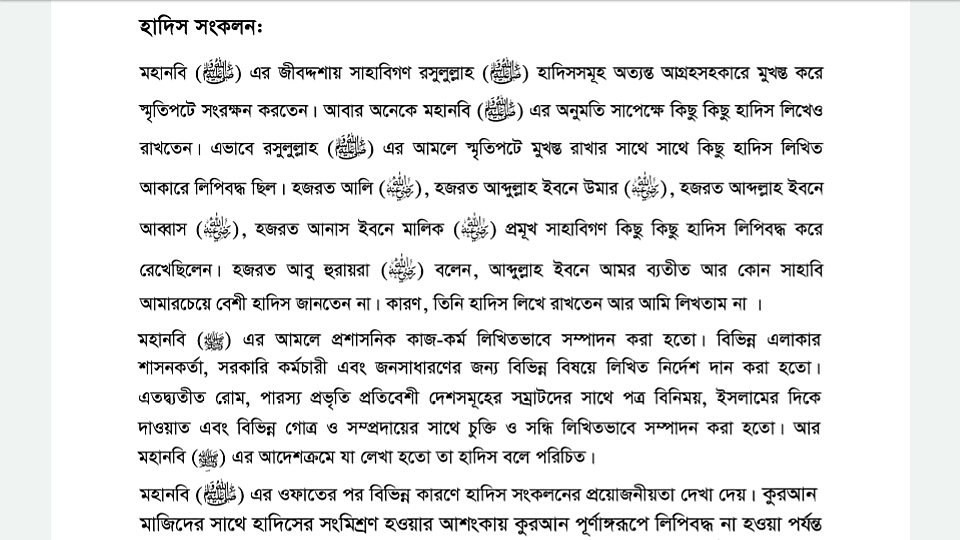 হাদিস সংকলন:
মহানবি (ﷺ) এর জীবদ্দশায় সাহাবিগণ রসুলুল্লাহ (ﷺ) হাদিসসমূহ অত্যন্ত আগ্রহসহকারে মুখস্ত করে
স্মৃতিপটে সংরক্ষন করতেন। আবার অনেকে মহানবি (ﷺ) এর অনুমতি সাপেক্ষে কিছু কিছু হাদিস লিখেও
রাখতেন। এভাবে রসুলুল্লাহ (ﷺ) এর আমলে স্মৃতিপটে মুখস্ত রাখার সাথে সাথে কিছু হাদিস লিখিত
আকারে লিপিবদ্ধ ছিল। হজরত আলি (رضي الله عنه), হজরত আব্দুল্লাহ ইবনে উমার (رضي الله عنه), হজরত আব্দল্লাহ ইবনে
আব্বাস (رضي الله عنه), হজরত আনাস ইবনে মালিক (رضي الله عنه) প্রমূখ সাহাবিগণ কিছু কিছু হাদিস লিপিবদ্ধ করে
রেখেছিলেন। হজরত আবু হুরায়রা (رضي الله عنه) বলেন, আব্দুল্লাহ ইবনে আমর ব্যতীত আর কোন সাহাবি
আমারচেয়ে বেশী হাদিস জানতেন না। কারণ, তিনি হাদিস লিখে রাখতেন আর আমি লিখতাম না ।
মহানবি (ﷺ) এর আমলে প্রশাসনিক কাজ-কর্ম লিখিতভাবে সম্পাদন করা হতো। বিভিন্ন এলাকার
শাসনকর্তা, সরকারি কর্মচারী এবং জনসাধারণের জন্য বিভিন্ন বিষয়ে লিখিত নির্দেশ দান করা হতো।
এতদ্ব্যতীত রোম, পারস্য প্রভৃতি প্রতিবেশী দেশসমূহের সম্রাটদের সাথে পত্র বিনিময়, ইসলামের দিকে
দাওয়াত এবং বিভিন্ন গোত্র ও সম্প্রদায়ের সাথে চুক্তি ও সন্ধি লিখিতভাবে সম্পাদন করা হতো। আর
মহানবি (ﷺ) এর আদেশক্রমে যা লেখা হতো তা হাদিস বলে পরিচিত।
মহানবি (ﷺ) এর ওফাতের পর বিভিন্ন কারণে হাদিস সংকলনের প্রয়োজনীয়তা দেখা দেয়। কুরআন
মাজিদের সাথে হাদিসের সংমিশ্রণ হওয়ার আশংকায় কুরআন পূর্ণাঙ্গরূপে লিপিবদ্ধ না হওয়া পর্যন্ত